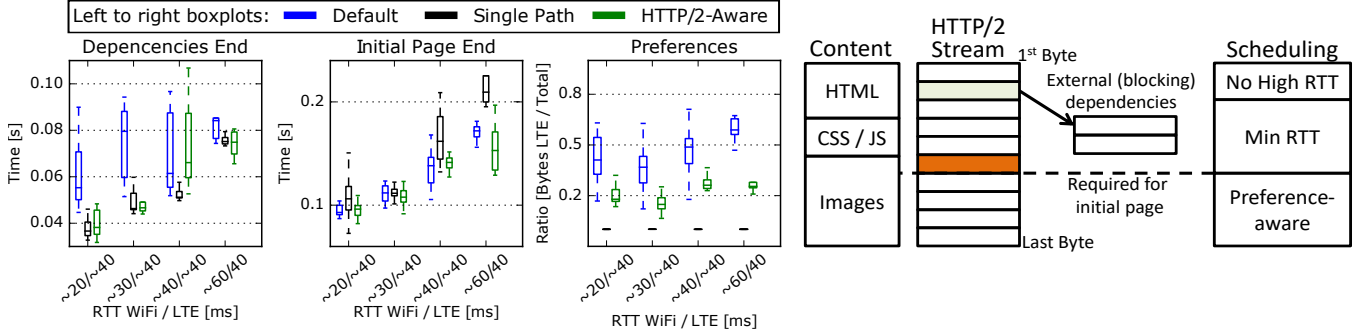 Left to right boxplots: Default Single Path HTTP/2-Aware
Depencencies End
Time [s]
0.10
0.08
0.06
0.04
~20/~40
~30/~40
~40/~40
~60/40
RTT WiFi / LTE [ms]
Initial Page End
Time [s]
0.2
0.1
~20/~40
~30/~40
~40/~40
~60/40
RTT WiFi / LTE [ms]
Preferences
Ratio [Bytes LTE / Total]
0.8
0.5
0.2
~20/~40
~30/~40
~40/~40
~60/40
RTT WiFi / LTE [ms]
Content
HTML
CSS / JS
Images
HTTP/2
Stream
1st Byte
External (blocking)
dependencies
Required for
initial page
Last Byte
Scheduling
No High RTT
Min RTT
Preference-
aware